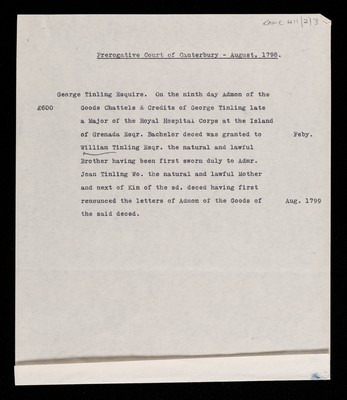 411/2/3
Prerogative Court of Canterbury - August, 1798.
George Tinling Esquire. On the ninth day Admon of the
£600 Goods Chattels & Credits of George Tinling late
a Major of the Royal Hospital Corps at the Island
of Grenada Esqr. Bachelor deced was granted to Feby.
William Tinling Esqr. the natural and lawful
Brother having been first sworn duly to Admr.
Joan Tinling Wo. the natural and lawful Mother
and next of Kin of the sd. deced having first
renounced the letters of Admon of the Goods of Aug. 1799
the said deced.